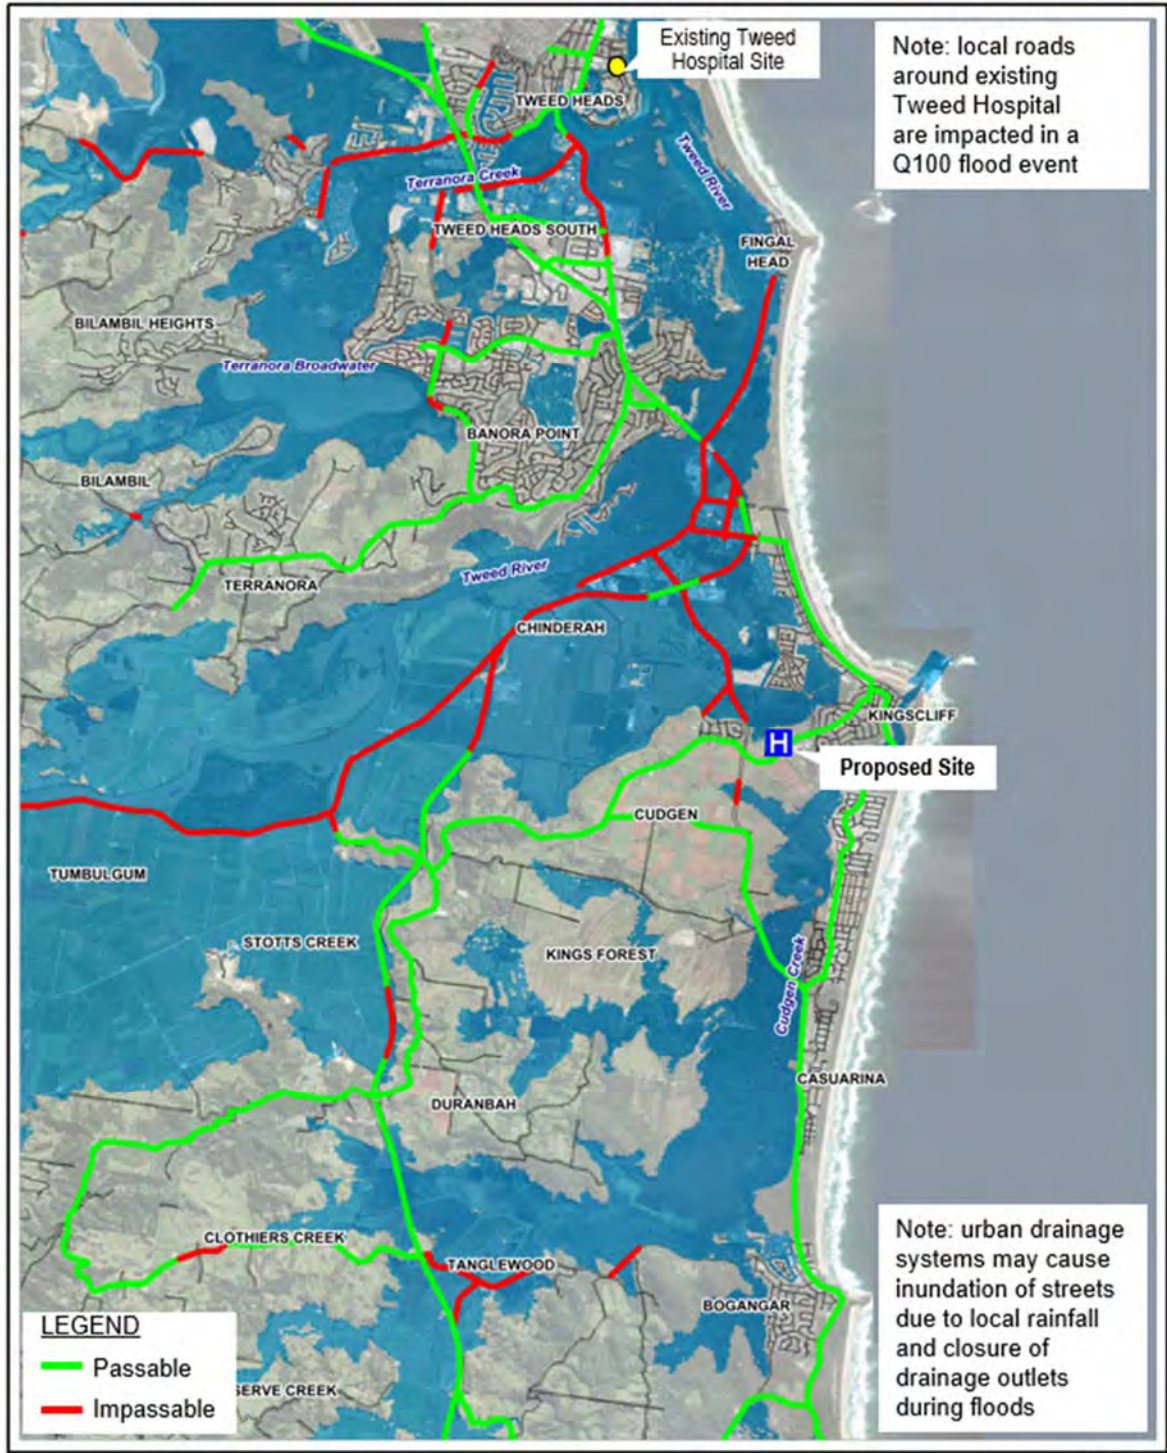 Existing Tweed
Hospital Site
Note: local roads
around existing
Tweed Hospital
are impacted in a
Q100 flood event
TWEED HEADS
Tweed River
Terranora Creek
TWEED HEADS SOUTH
FINGAL
HEAD
BILAMBIL HEIGHTS
Terranora Broadwater
BANORA POINT
BILAMBIL
Tweed River
TERRANORA
CHINDERAH
KINGSCLIFF
H
Proposed Site
CUDGEN
TUMBULGUM
STOTTS CREEK
KINGS FOREST
Cudgen Creek
CASUARINA
DURANBAH
CLOTHIERS CREEK
TANGLEWOOD
BOGANGAR
Note: urban drainage
systems may cause
inundation of streets
due to local rainfall
and closure of
drainage outlets
during floods
LEGEND
Passable
Impassable
SERVE CREEK